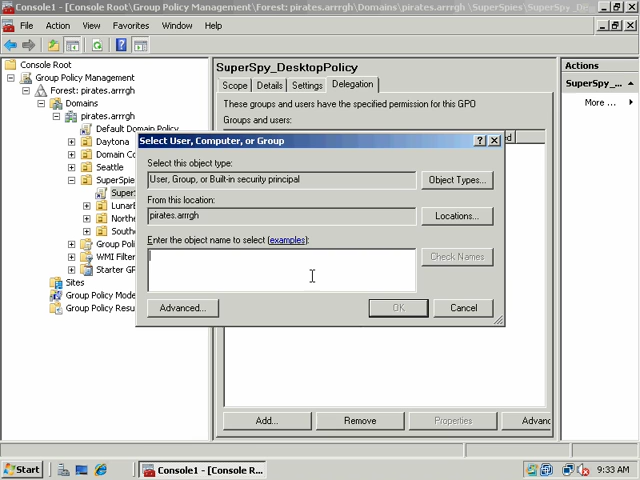 Console1 - [Console Root\Group Policy Management\Forest: pirates.arrrgh\Domains\pirates.arrrgh\SuperSpies\SuperSpy_De
File Action View Favorites Window Help
Console Root
Group Policy Management
Forest: pirates.arrrgh
Domains
pirates.arrrgh
Default Domain Policy
Daytona
Domain Co
Seattle
SuperSpies
SuperS
LunarB
Northe
Southe
Group Polic
WMI Filter
Starter GP
Sites
Group Policy Mode
Group Policy Resu
SuperSpy_DesktopPolicy
Scope Details Settings Delegation
These groups and users have the specified permission for this GPO
Groups and users:
Select User, Computer, or Group
Select this object type:
User, Group, or Built-in security principal
Object Types...
From this location:
pirates.arrrgh
Locations...
Enter the object name to select (examples):
Check Names
Advanced...
OK
Cancel
Add...
Remove
Properties
Advanc
Actions
SuperSpy_...
More ...
Start
Console1 - [Console R...
9:33 AM